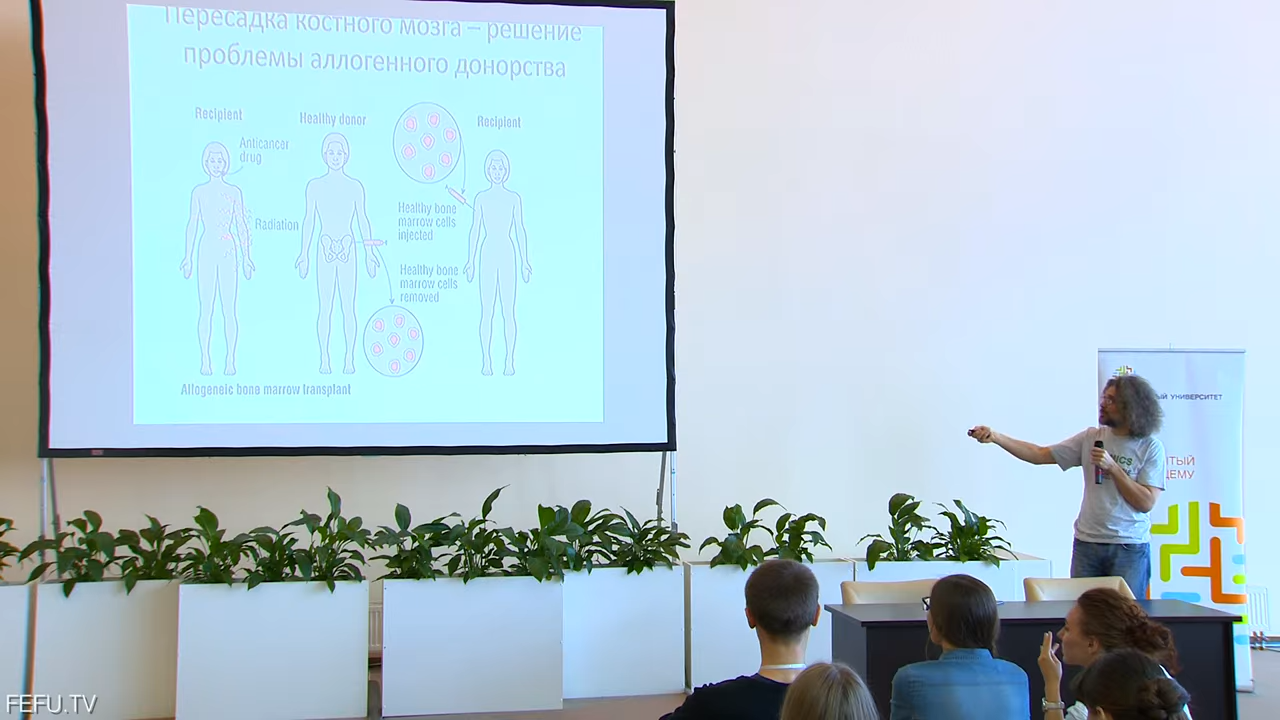 Пересадка костного мозга – решение
проблемы аллогенного донорства
Recipient
Healthy donor
Recipient
Anticancer
drug
Radiation
Healthy bone
marrow cells
injected
Healthy bone
marrow cells
removed
Allogeneic bone marrow transplant
УНИВЕРСИТЕТ
FEFU.TV